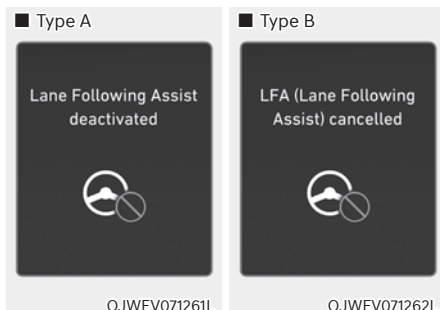 ■ Type A
Lane Following Assist
deactivated
OJWEV071261L
■ Type B
LFA (Lane Following
Assist) cancelled
OJWEV071262L